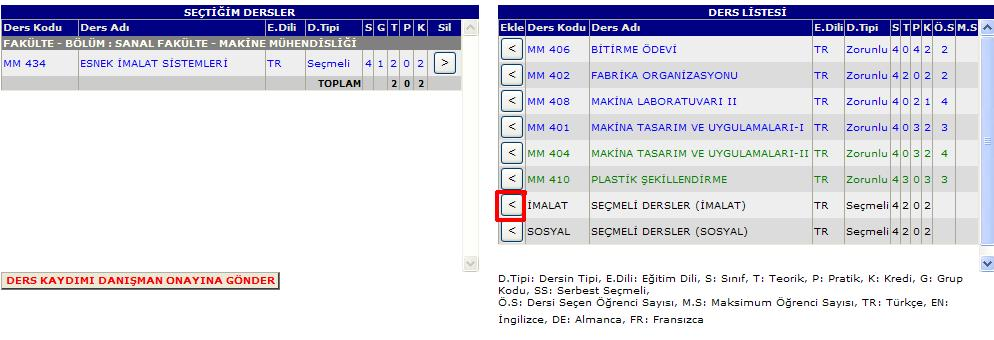 SEÇTİĞİM DERSLER
Ders Kodu Ders Adı E.Dili D.Tipi S G T P K Sil
FAKÜLTE - BÖLÜM : SANAL FAKÜLTE - MAKİNE MÜHENDİSLİĞİ
MM 434 ESNEK İMALAT SİSTEMLERİ TR Seçmeli 4 1 2 0 2 >
TOPLAM 2 0 2
DERS KAYDIMI DANIŞMAN ONAYINA GÖNDER
DERS LİSTESİ
Ekle Ders Kodu Ders Adı E.Dili D.Tipi S T P K Ö.S M.S
< MM 406 BİTİRME ÖDEVİ TR Zorunlu 4 0 4 2 2
< MM 402 FABRİKA ORGANİZASYONU TR Zorunlu 4 2 0 2 2
< MM 408 MAKİNA LABORATUVARI II TR Zorunlu 4 0 2 1 4
< MM 401 MAKİNA TASARIM VE UYGULAMALARI-I TR Zorunlu 4 0 3 2 3
< MM 404 MAKİNA TASARIM VE UYGULAMALARI-II TR Zorunlu 4 0 3 2 4
< MM 410 PLASTİK ŞEKİLLENDİRME TR Zorunlu 4 3 0 3 3
< İMALAT SEÇMELİ DERSLER (İMALAT) TR Seçmeli 4 2 0 2
< SOSYAL SEÇMELİ DERSLER (SOSYAL) TR Seçmeli 4 2 0 2
D.Tipi: Dersin Tipi, E.Dili: Eğitim Dili, S: Sınıf, T: Teorik, P: Pratik, K: Kredi, G: Grup
Kodu, SS: Serbest Seçmeli,
Ö.S: Dersi Seçen Öğrenci Sayısı, M.S: Maksimum Öğrenci Sayısı, TR: Türkçe, EN:
İngilizce, DE: Almanca, FR: Fransızca